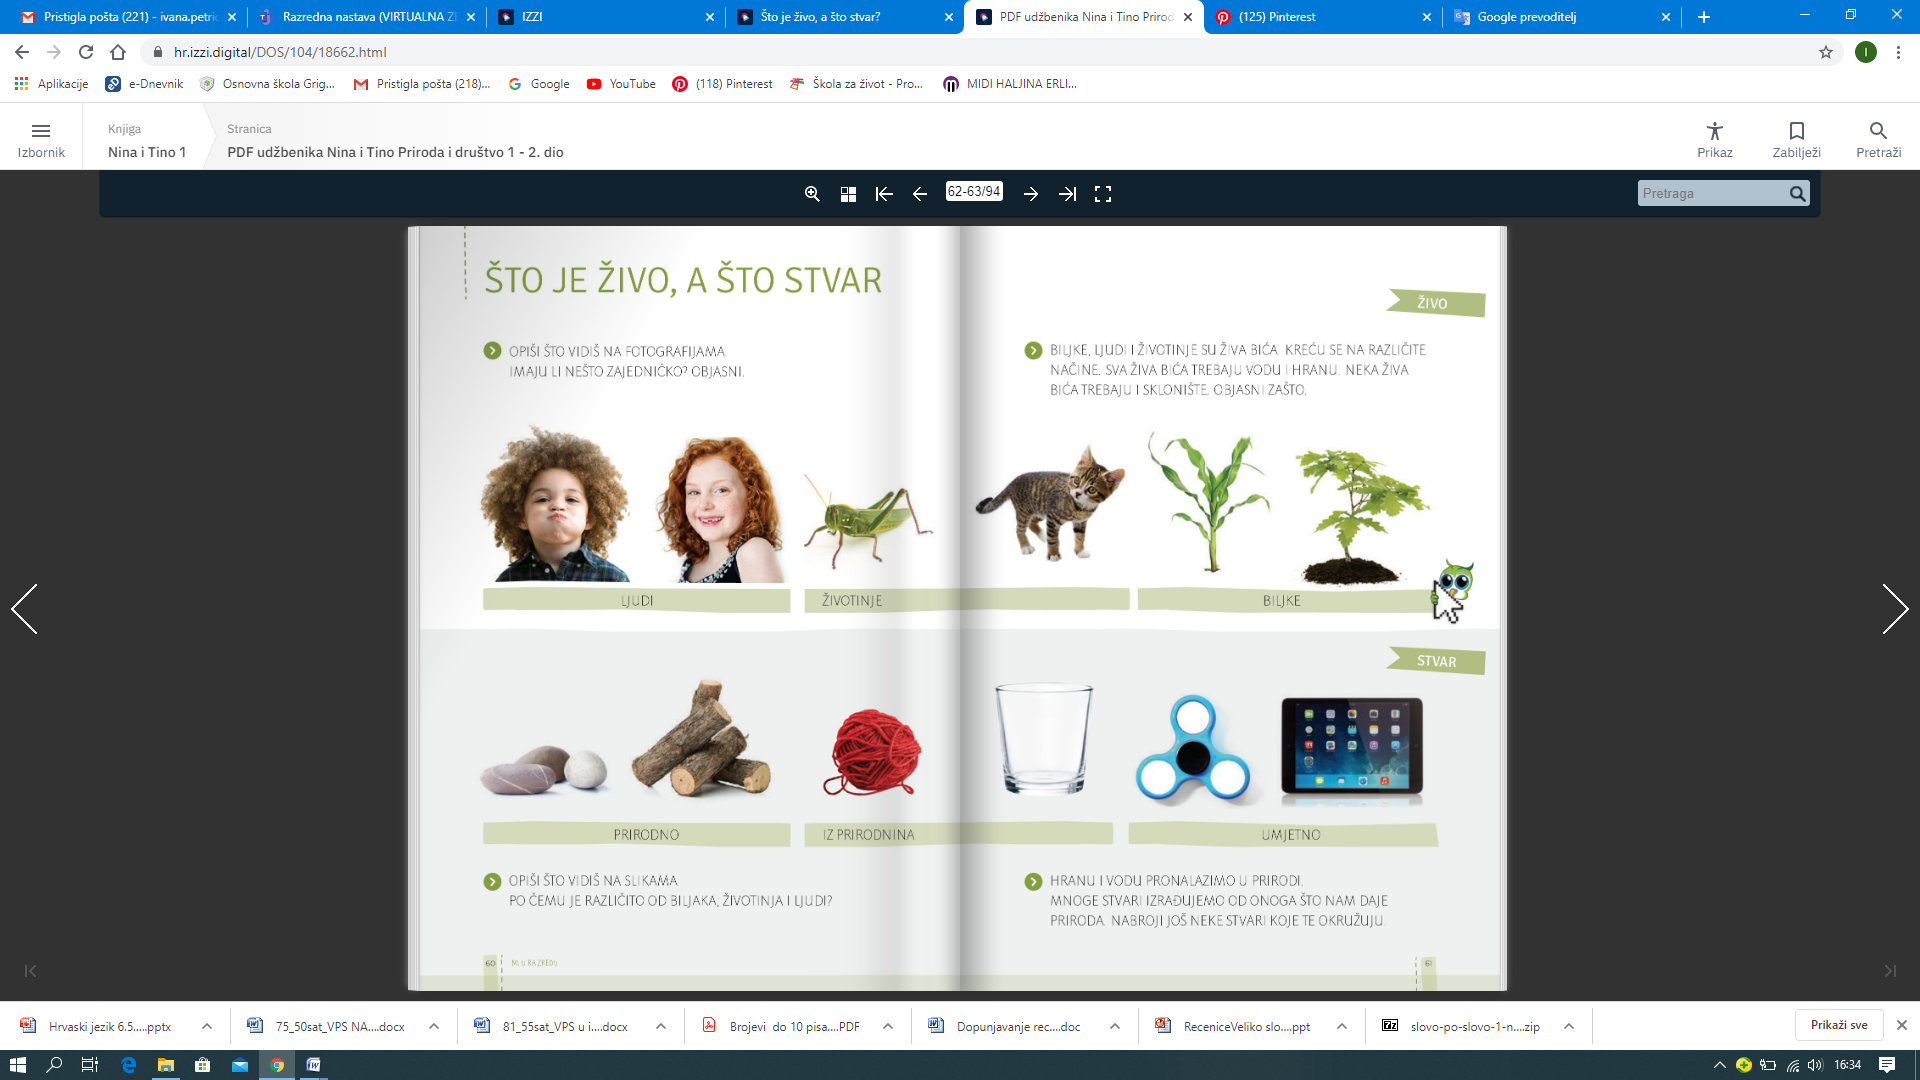 Pristigla pošta (221) - ivana.petri
Razredna nastava (VIRTUALNA Z
IZZI
Što je živo, a što stvar?
PDF udžbenika Nina i Tino Prirod
(125) Pinterest
Google prevoditelj
hr.izzi.digital/DOS/104/18662.html
I
Aplikacije
e-Dnevnik
Osnovna škola Grig...
Pristigla pošta (218)...
Google
YouTube
(118) Pinterest
Škola za život - Pro...
MIDI HALJINA ERLI...
Izbornik
Knjiga
Nina i Tino 1
Stranica
PDF udžbenika Nina i Tino Priroda i društvo 1 - 2. dio
Prikaz
Zabilježi
Pretraži
62-63/94
Pretraga
ŠTO JE ŽIVO, A ŠTO STVAR
OPIŠI ŠTO VIDIŠ NA FOTOGRAFIJAMA.
IMAJU LI NEŠTO ZAJEDNIČKO? OBJASNI.
LJUDI
ŽIVOTINJE
PRIRODNO
IZ PRIRODNINA
OPIŠI ŠTO VIDIŠ NA SLIKAMA.
PO ČEMU JE RAZLIČITO OD BILJAKA, ŽIVOTINJA I LJUDI?
60
MI U RAZREDU
ŽIVO
BILJKE, LJUDI I ŽIVOTINJE SU ŽIVA BIĆA. KREĆU SE NA RAZLIČITE
NAČINE. SVA ŽIVA BIĆA TREBAJU VODU I HRANU. NEKA ŽIVA
BIĆA TREBAJU I SKLONIŠTE. OBJASNI ZAŠTO.
BILJKE
STVAR
UMJETNO
HRANU I VODU PRONALAZIMO U PRIRODI.
MNOGE STVARI IZRAĐUJEMO OD ONOGA ŠTO NAM DAJE
PRIRODA. NABROJI JOŠ NEKE STVARI KOJE TE OKRUŽUJU.
61
Hrvaski jezik 6.5.....pptx
75_50sat_VPS NA....docx
81_55sat_VPS u i....docx
Brojevi do 10 pisa....PDF
Dopunjavanje rec....doc
ReceniceVeliko slo....ppt
slovo-po-slovo-1-n....zip
Prikaži sve
16:34